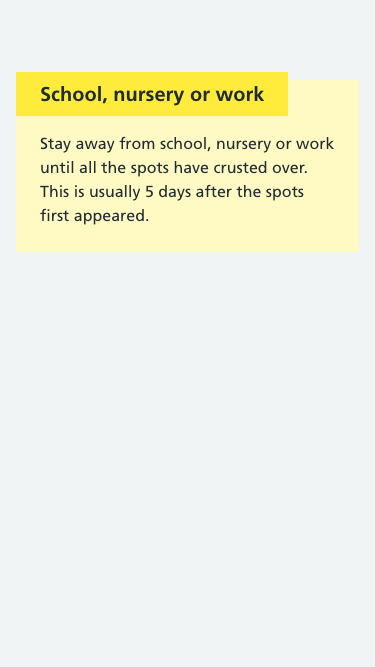 School, nursery or work
Stay away from school, nursery or work
until all the spots have crusted over.
This is usually 5 days after the spots
first appeared.